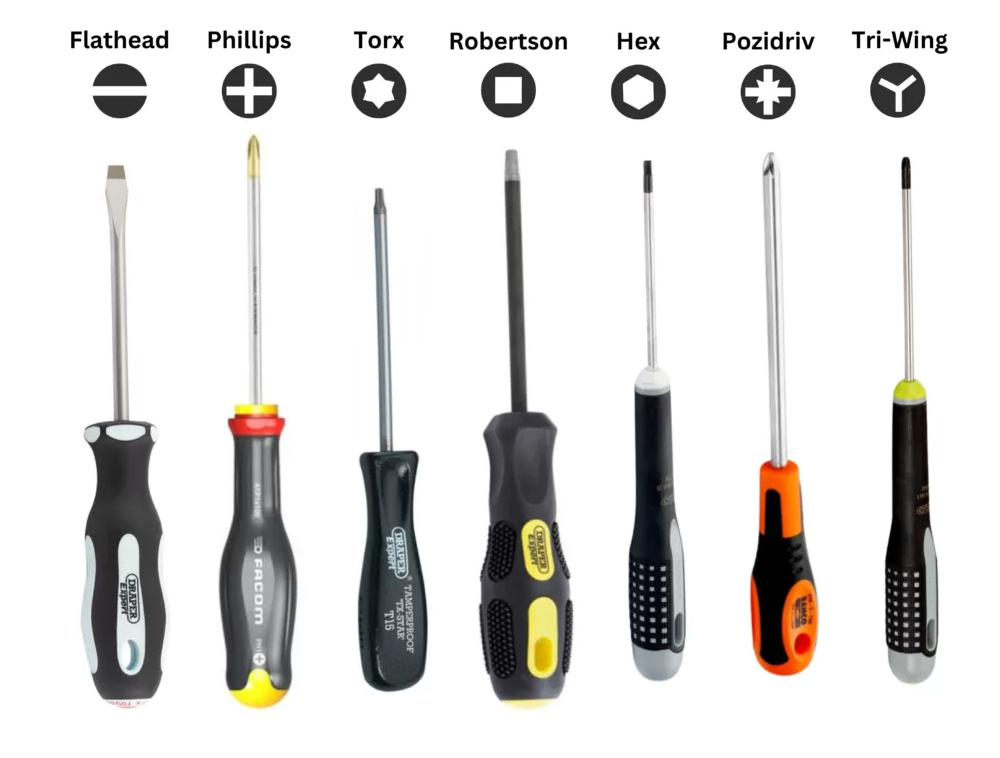 Flathead
Phillips
Torx
Robertson
Hex
Pozidriv
Tri-Wing
DRAPER
Expert
FACOM
DRAPER
Expert
TAMPERPROOF
TX-STAR
T15
DRAPER
Expert
BAHCO